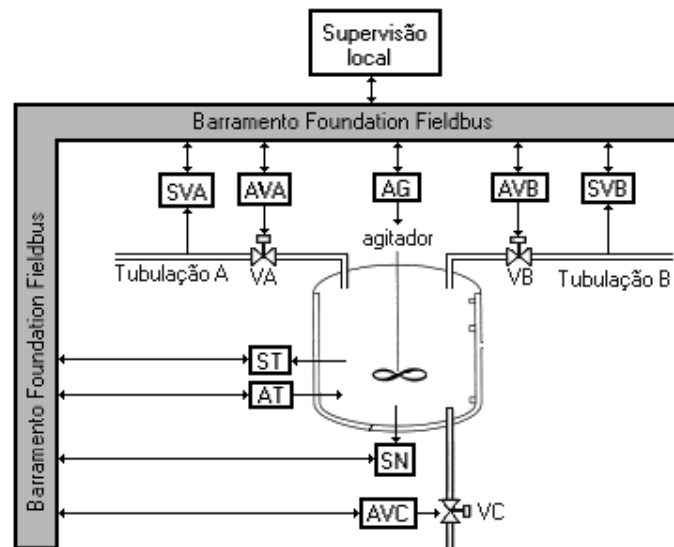 Supervisão
local
Barramento Foundation Fieldbus
SVA
AVA
AG
AVB
SVB
agitador
Tubulação A
VA
VB
Tubulação B
Barramento Foundation Fieldbus
ST
AT
SN
AVC
VC